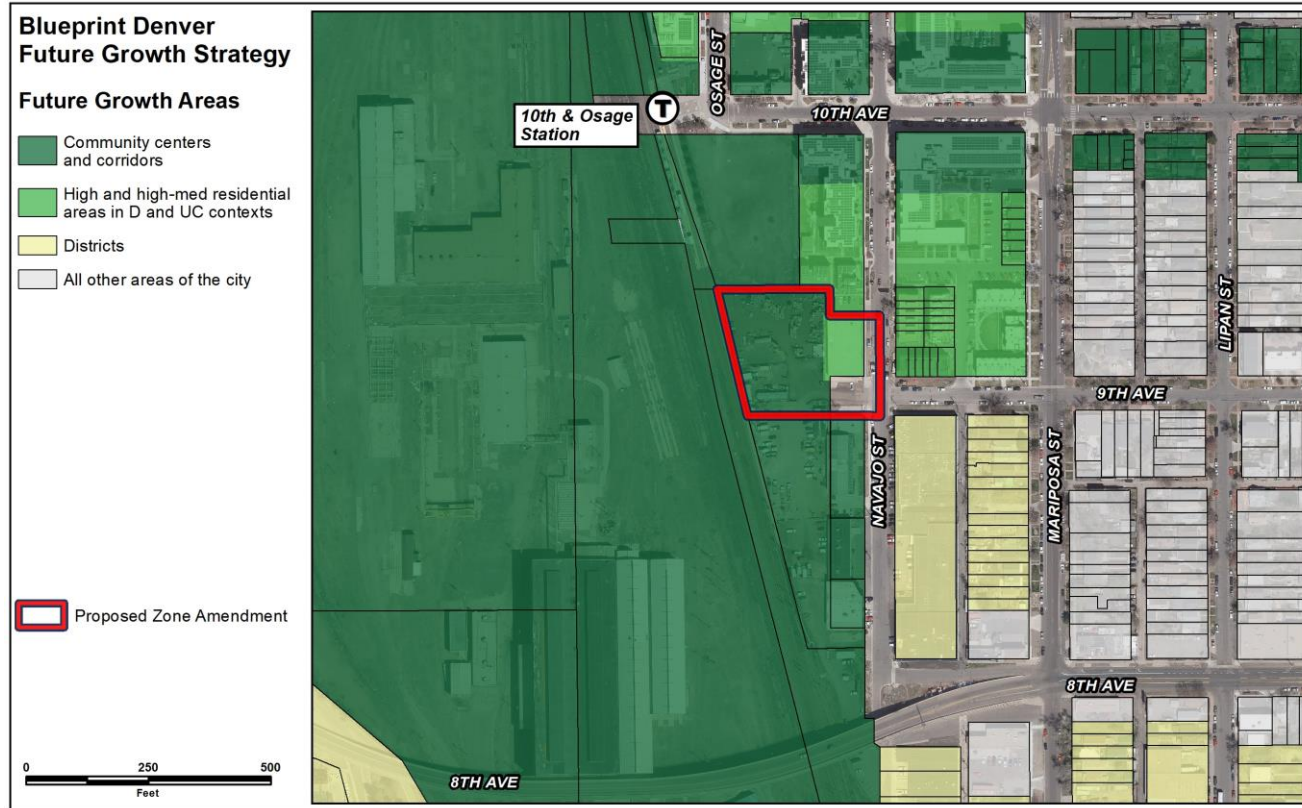 Blueprint Denver
Future Growth Strategy
Future Growth Areas
Community centers
and corridors
High and high-med residential
areas in D and UC contexts
Districts
All other areas of the city
Proposed Zone Amendment
0 250 500
Feet
10th & Osage
Station
T
OSAGE ST
10TH AVE
LIPAN ST
9TH AVE
NAVAJO ST
MARIPOSA ST
8TH AVE
8TH AVE